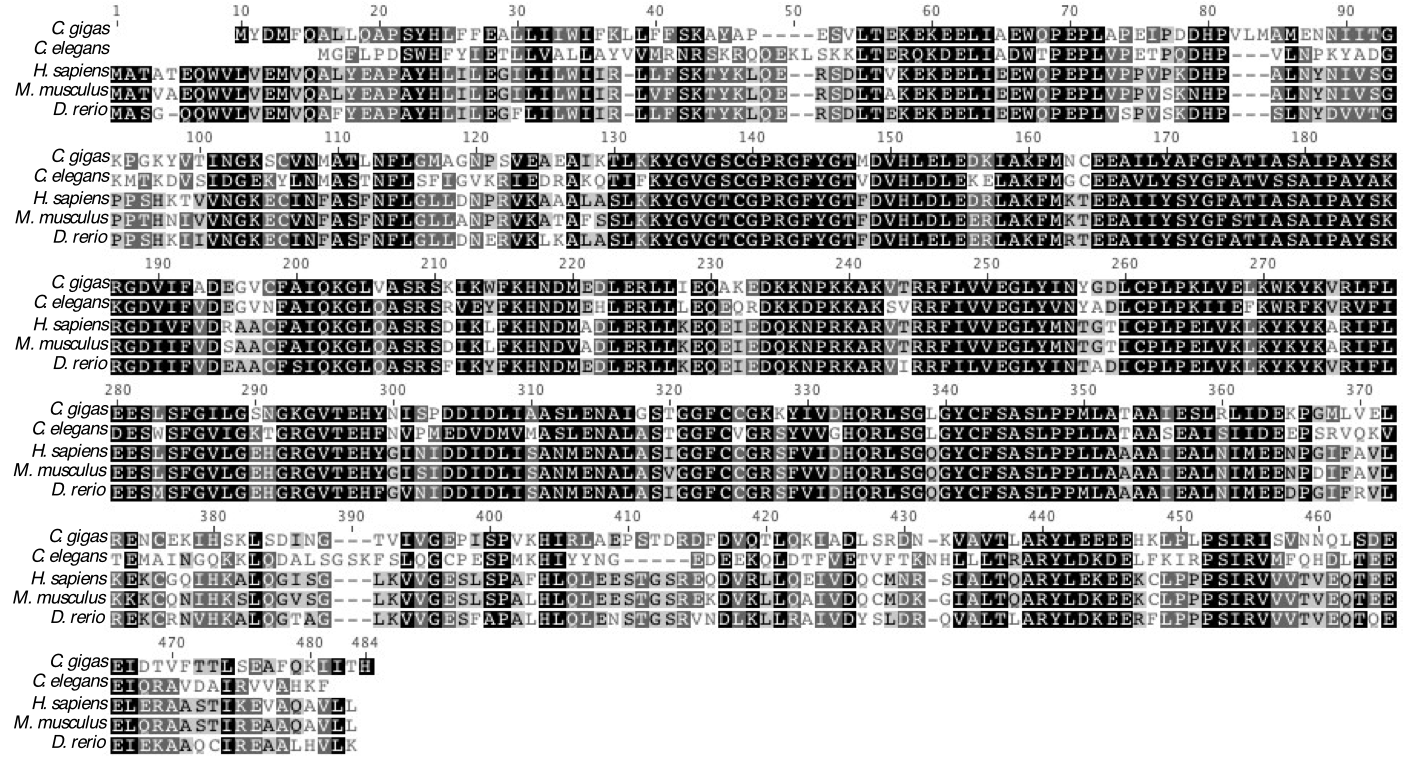 1 10 20 30 40 50 60 70 80 90
C. gigas MYDMFQALLQAPSYHLFFEALLIIWIFKLLFFSKAYAP----ESVLTEKEKEELIAEWQPEPLAPEIPDDHPVLMAMENNIITG
C. elegans MGFLPDSWHFYIETLLVALLAYVVMRNRSKRQQEKLSKKLTERQKDELIAEWTPEPLVPETPQDHP---VLNPKYADG
H. sapiens MATATEQWVLVEMVQALYEAPAYHLILEGILILWIIR-LLFSKTYKLQE--RSDLTVKEKEELIEEWQPEPLVPPVPKDHP---ALNYNIVSG
M. musculus MATVAEQWVLVEMVQALYEAPAYHLILEGILILWIIR-LVFSKTYKLQE--RSDLTAKEKEELIEEWQPEPLVPPVSKNHP---ALNYNIVSG
D. rerio MASG-QQWVLVEMVQAFYEAPAYHLILEGFLILWIIR-LLFSKTYKLQE--RSDLTEKEKEELIEEWQPEPLVSPVSKDHP---SLNYDVVTG
100 110 120 130 140 150 160 170 180
C. gigas KPGKYVTINGKSCVNMATLNFLGMAGNPSVEAEAIKTLKKYGVGSCGPRGFYGTMDVHLELEDKIAKFMNCEEAILYAFGFATIASAIPAYSK
C. elegans KMTKDVSIDGEKYLNMASTNFLSFIGVKRIEDRAKQTIFKYGVGSCGPRGFYGTVDVHLDLEKELAKFMGCEEAVLYSYGFATVSSAIPAYAK
H. sapiens PPSHKTVVNGKECINFASFNFLGLLDNPRVKAAALASLKKYGVGTCGPRGFYGTFDVHLDLEDRLAKFMKTEEAIIYSYGFATIASAIPAYSK
M. musculus PPTHNIVVNGKECVNFASFNFLGLLANPRVKATAFSSLKKYGVGTCGPRGFYGTFDVHLDLEERLAKFMKTEEAIIYSYGFSTIASAIPAYSK
D. rerio PPSHKIIVNGKECINFASFNFLGLLDNERVKLKALASLKKYGVGTCGPRGFYGTFDVHLELEERLAKFMRTEEAIIYSYGFATIASAIPAYSK
190 200 210 220 230 240 250 260 270
C. gigas RGDVIFADEGVCFAIQKGLVASRSKIKWFKHNDMEDLERLLIEQAKEDKKNPKKAKVTRRFLVVEGLYINYGDLCPLPKLVELKWKYKVRLFL
C. elegans KGDVIFVDEGVNFAIQKGLQASRSRVEYFKHNDMEHLERLLLEQEQRDKKDPKKAKSVRRFIVVEGLYVNYADLCPLPKIIEFKWRFKVRVFI
H. sapiens RGDIVFVDRAACFAIQKGLQASRSDIKLFKHNDMADLERLLKEQEIEDQKNPRKARVTRRFIVVEGLYMNTGTICPLPELVKLKYKYKARIFL
M. musculus RGDIIFVDSAACFAIQKGLQASRSDIKLFKHNDVADLERLLKEQEIEDQKNPRKARVTRRFIVVEGLYMNTGTICPLPELVKLKYKYKARIFL
D. rerio RGDIIFVDEAACFSIQKGLQASRSFIKYFKHNDMEDLERLLKEQEIEDQKNPRKARVIRRFILVEGLYINTADICPLPELVKLKYKYKVRIFL
280 290 300 310 320 330 340 350 360 370
C. gigas EESLSFGILGSNGKGVTEHYNISPDDIDLIAASLENAIGSTGGFCCGKKYIVDHQRLSGLGYCFSASLPPMLATAAIESLRLIDEKPGMLVEL
C. elegans DESWSFGVIGKTGRGVTEHFNVPMEDVDMVMASLENALASTGGFCVGRSYVVGHQRLSGLGYCFSASLPPLLATAASEAISIIDEEPSRVQKV
H. sapiens EESLSFGVLGEHGRGVTEHYGINIDDIDLISANMENALASIGGFCCGRSFVIDHQRLSGQGYCFSASLPPLLAAAAIEALNIMEENPGIFAVL
M. musculus EESLSFGVLGEHGRGVTEHYGISIDDIDLISANMENALASVGGFCCGRSFVVDHQRLSGQGYCFSASLPPLLAAAAIEALNIMEENPDIFAVL
D. rerio EESMSFGVLGEHGRGVTEHFGVNIDDIDLISANMENALASIGGFCCGRSFVIDHQRLSGQGYCFSASLPPMLAAAAIEALNIMEEDPGIFRVL
380 390 400 410 420 430 440 450 460
C. gigas RENCEKIHSKLSDING---TVIVGEPISPVKHIRLAEPSTDRDFDVQTLQKIADLSRDN-KVAVTLARYLEEEEHKLPLPSIRISVNNQLSDE
C. elegans TEMAINGQKKLQDALSGSKFSLQGCPESPMKHIYYNG-----EDEEKQLDTFVETVFTKNHLLLTRARYLDKDELFKIRPSIRVMFQHDLTEE
H. sapiens KEKCGQIHKALQGISG---LKVVGESLSPAFHLQLEESTGSREQDVRLLQEIVDQCMNR-SIALTQARYLEKEEKCLPPPSIRVVVTVEQTEE
M. musculus KKKCQNIHKSLQGVSG---LKVVGESLSPALHLQLEESTGSREKDVKLLQAIVDQCMDK-GIALTQARYLDKEEKCLPPPSIRVVVTVEQTEE
D. rerio REKCRNVHKALQGTAG---LKVVGESFAPALHLQLENSTGSRVNDLKLLRAIVDYSLDR-QVALTLARYLDKEERFLPPPSIRVVVTVEQTQE
470 480 484
C. gigas EIDTVFTTLSEAFQKIITH
C. elegans EIQRAVDAIRVVAHKF
H. sapiens ELERAASTIKEVAQAVLL
M. musculus ELQRAASTIREAAQAVLL
D. rerio EIEKAAQCIREAALHVLK